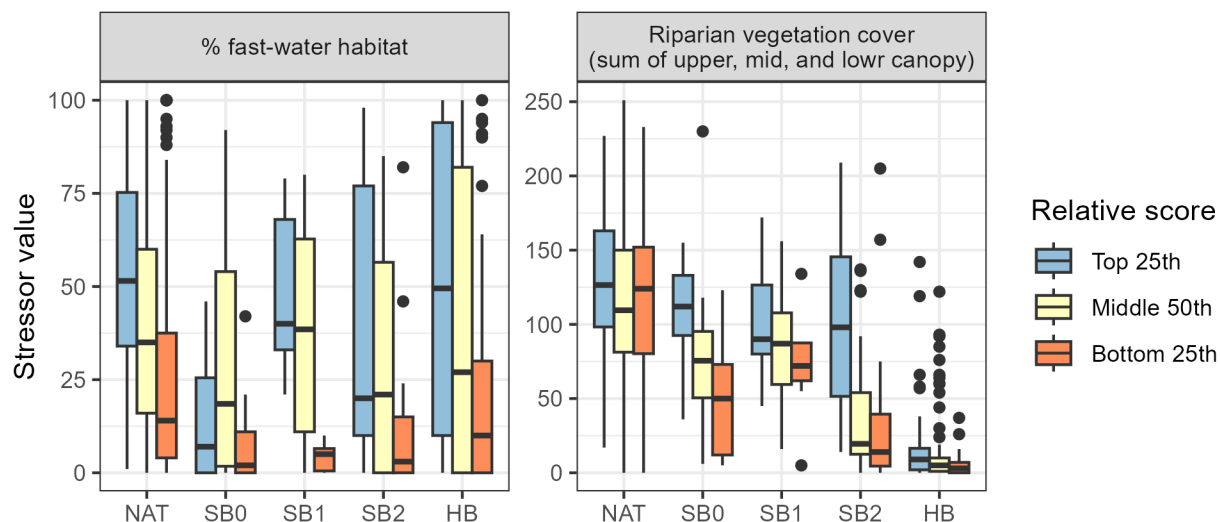 % fast-water habitat
Riparian vegetation cover
(sum of upper, mid, and lowr canopy)
Stressor value
100
75
50
25
0
NAT SB0 SB1 SB2 HB
250
200
150
100
50
0
NAT SB0 SB1 SB2 HB
Relative score
Top 25th
Middle 50th
Bottom 25th